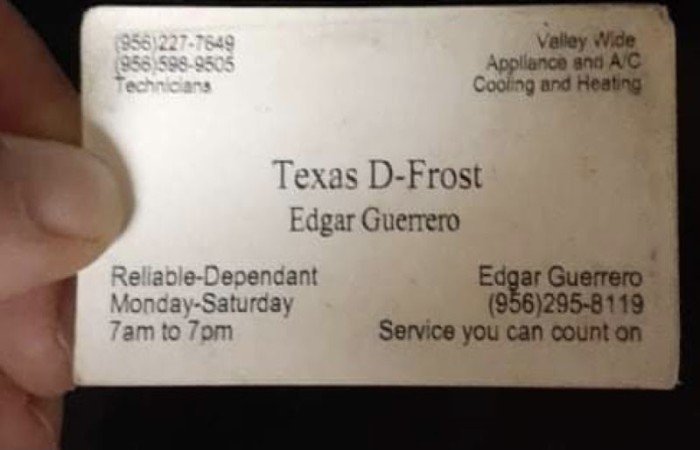 (956)227-7649
(956)598-9505
Technicians
Valley Wide
Appliance and A/C
Cooling and Heating
Texas D-Frost
Edgar Guerrero
Reliable-Dependant
Monday-Saturday
7am to 7pm
Edgar Guerrero
(956)295-8119
Service you can count on